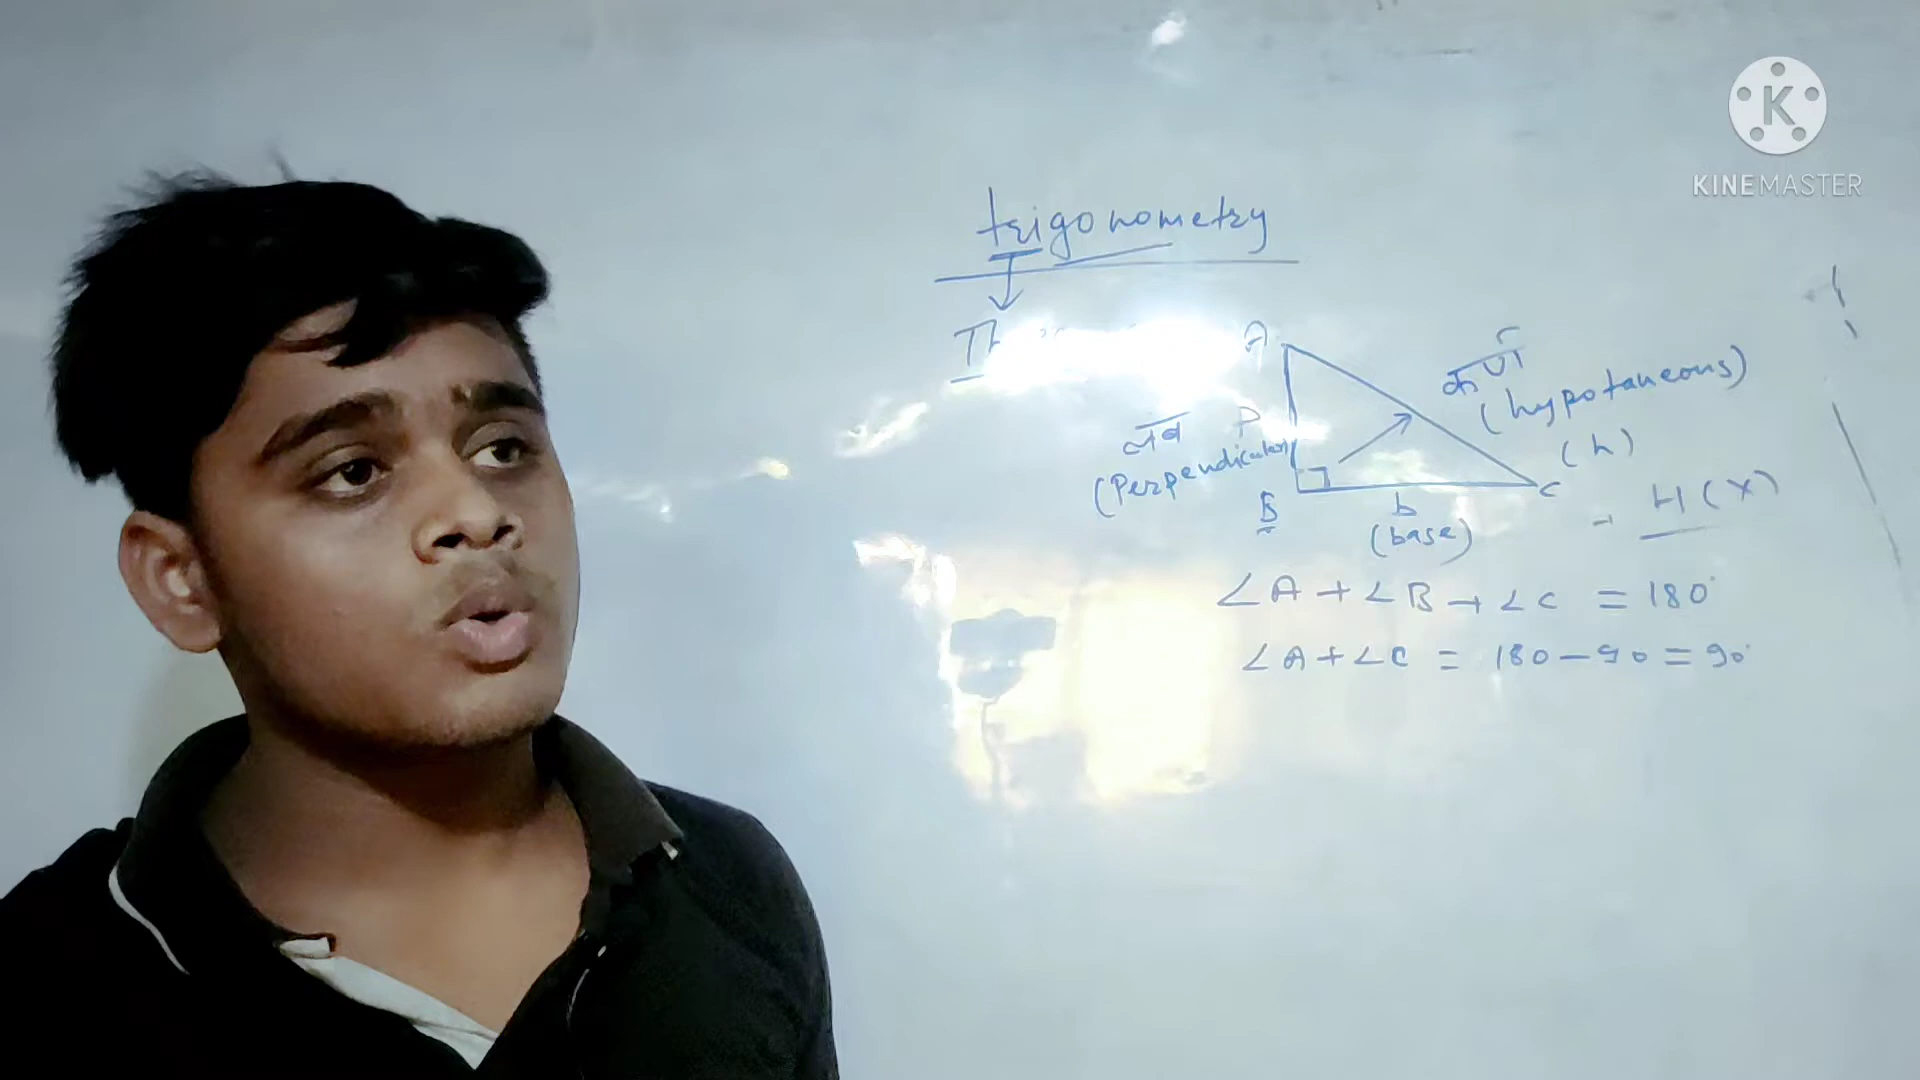 KINEMASTER
trigonometry
A
कर्ण
(hypotaneous)
(h)
लंब P
(Perpendicular)
B
b
(base)
C
H(X)
∠A+∠B+∠C = 180°
∠A+∠C = 180-90=90°